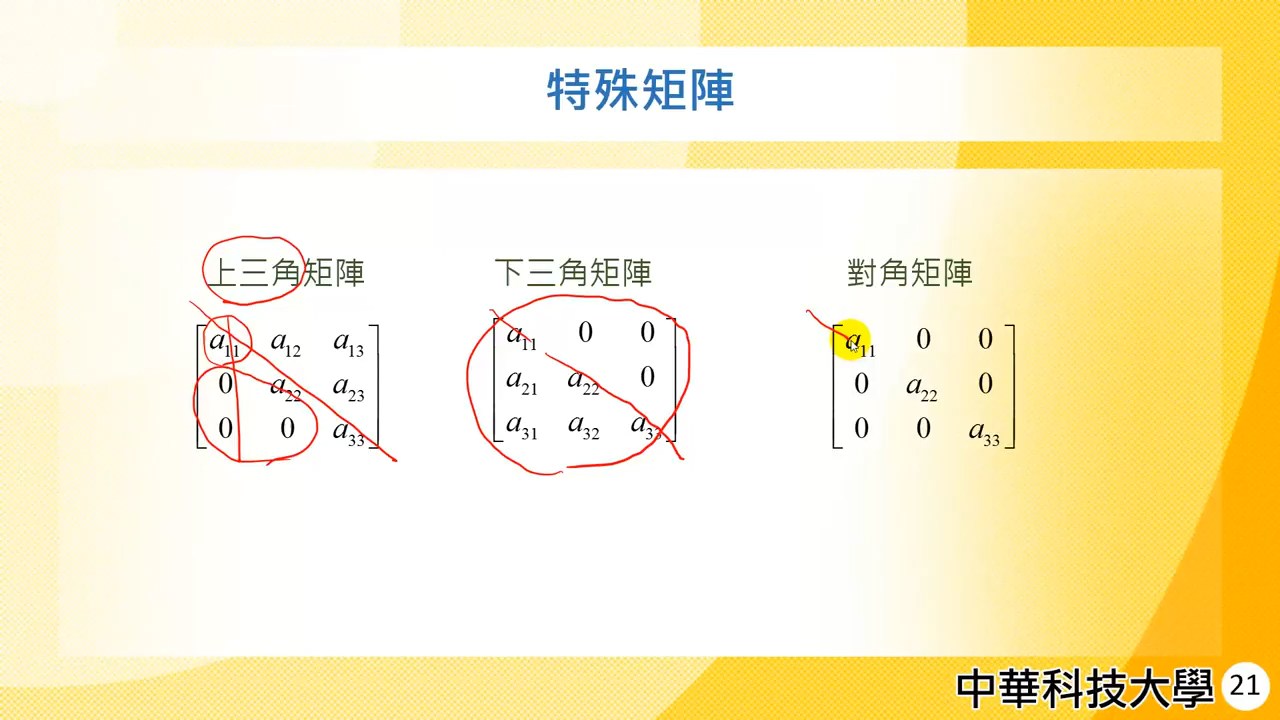 特殊矩陣
上三角矩陣 下三角矩陣 對角矩陣
a11 a12 a13
0 a22 a23
0 0 a33
a11 0 0
a21 a22 0
a31 a32 a33
a11 0 0
0 a22 0
0 0 a33
中華科技大學 21